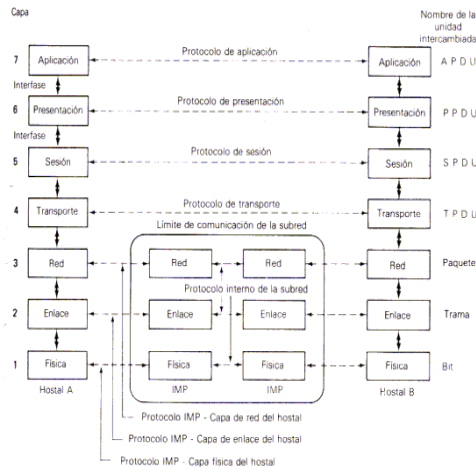 Capa
Nombre de la
unidad
intercambiada
7 Aplicación Protocolo de aplicación Aplicación A P D U
Interfase
6 Presentación Protocolo de presentación Presentación P P D U
Interfase
5 Sesión Protocolo de sesión Sesión S P D U
4 Transporte Protocolo de transporte Transporte T P D U
Límite de comunicación de la subred
3 Red Red Red Red Paquete
Protocolo interno de la subred
2 Enlace Enlace Enlace Enlace Trama
1 Física Física Física Física Bit
Hostal A IMP IMP Hostal B
Protocolo IMP - Capa de red del hostal
Protocolo IMP - Capa de enlace del hostal
Protocolo IMP - Capa física del hostal